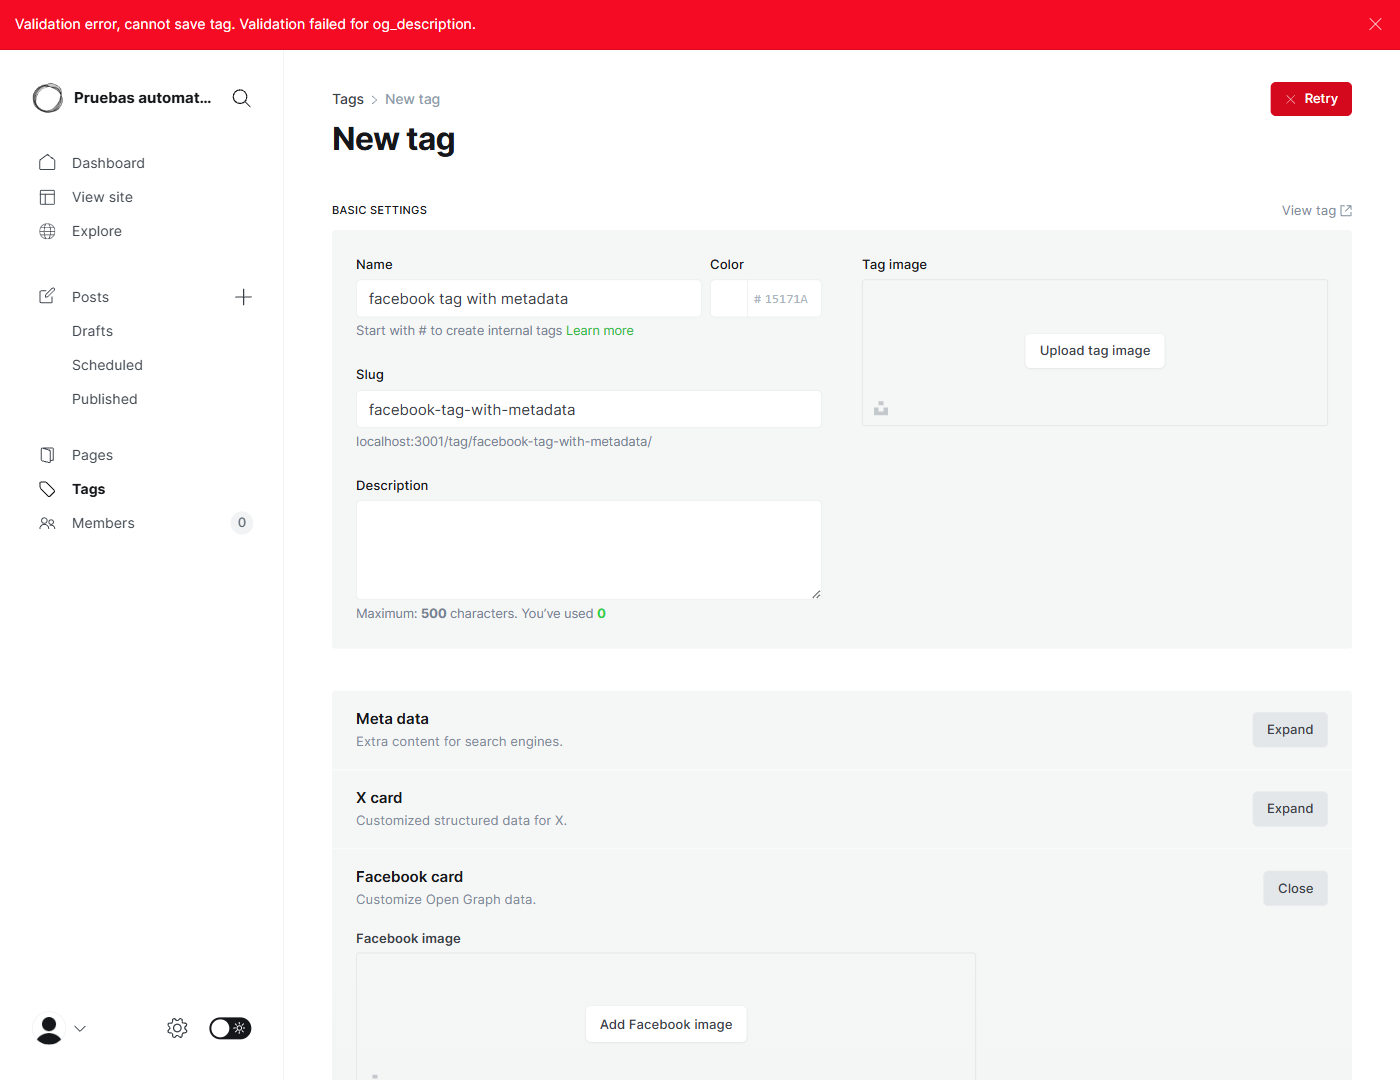 Validation error, cannot save tag. Validation failed for og_description.
Pruebas automat...
Dashboard
View site
Explore
Posts
Drafts
Scheduled
Published
Pages
Tags
Members 0
Tags > New tag
Retry
New tag
BASIC SETTINGS
View tag
Name
facebook tag with metadata
Start with # to create internal tags Learn more
Color
# 15171A
Slug
facebook-tag-with-metadata
localhost:3001/tag/facebook-tag-with-metadata/
Description
Maximum: 500 characters. You’ve used 0
Tag image
Upload tag image
Meta data
Extra content for search engines.
Expand
X card
Customized structured data for X.
Expand
Facebook card
Customize Open Graph data.
Close
Facebook image
Add Facebook image